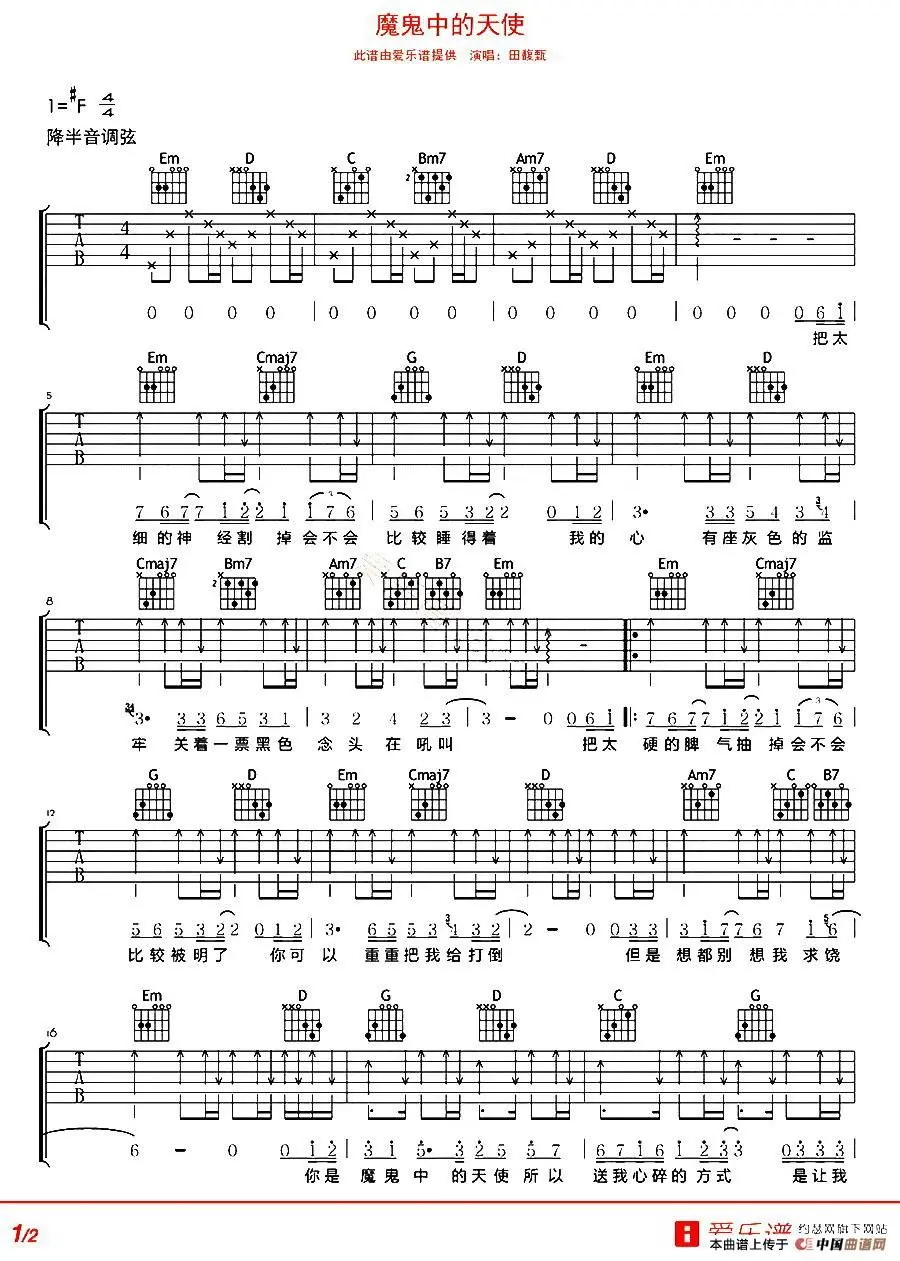 魔鬼中的天使
此谱由爱乐谱提供 演唱：田馥甄
1=#F 4/4
降半音调弦
Em D C Bm7 Am7 D Em
2
T A B 4 4
0 0 0 0 | 0 0 0 0 | 0 0 0 0 | 0 0 0 0 6 1
把太
Em Cmaj7 G D Em D
5
T A B
7 6 7 7 1 2 2 1 1 7 6 | 5 6 5 3 2 2 0 1 2 | 3· 3 3 5 4 3 3 4
细的神 经割 掉会不会 比较睡得着 我的心 有座灰色的监
Cmaj7 Bm7 Am7 C B7 Em Em Cmaj7
8
2
T A B
3· 3 3 6 5 3 1 | 3 2 4 2 3 | 3 – 0 0 6 1 ‖: 7 6 7 7 1 2 2 1 1 7 6
牢 关着一票黑色 念头在吼叫 把太 硬的脾 气抽 掉会不会
G D Em Cmaj7 D Am7 C B7
12
T A B
5 6 5 3 2 2 0 1 2 | 3· 6 5 5 3 4 3 2 | 2 – 0 0 3 3 | 3 1 7 7 6 7 1 6
比较被明了 你可以 重重把我给打倒 但是 想都别 想我求饶
Em D G D C G
16
T A B
6 – 0 0 1 2 | 3 1 5· 3 2 5 5 7 | 6 7 1 6 1 2 3 3 0 3 3 3
你是 魔鬼中 的天使 所以 送我心碎的方式 是让我
1/2
爱乐谱 约瑟网旗下网站
本曲谱上传于 中国曲谱网